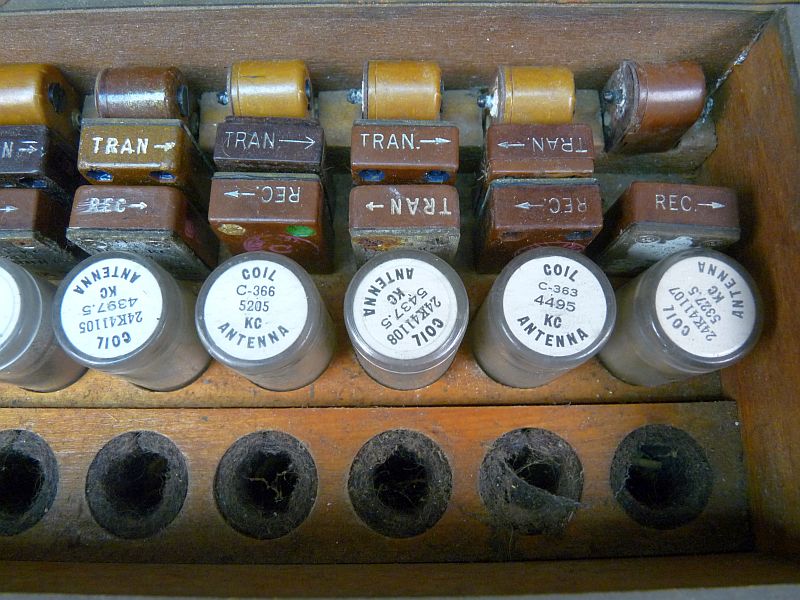 N →
TRAN →
TRAN →
TRAN. →
← TRAN.
→
REC →
← REC.
← TRAN
← REC.
REC. →
ANTENNA
4397.5
KC
24K41105
COIL
COIL
C-366
5205
KC
ANTENNA
ANTENNA
5437.5
KC
24K41108
COIL
COIL
C-363
4495
KC
ANTENNA
ANTENNA
5327.5
KC
24K41107
COIL